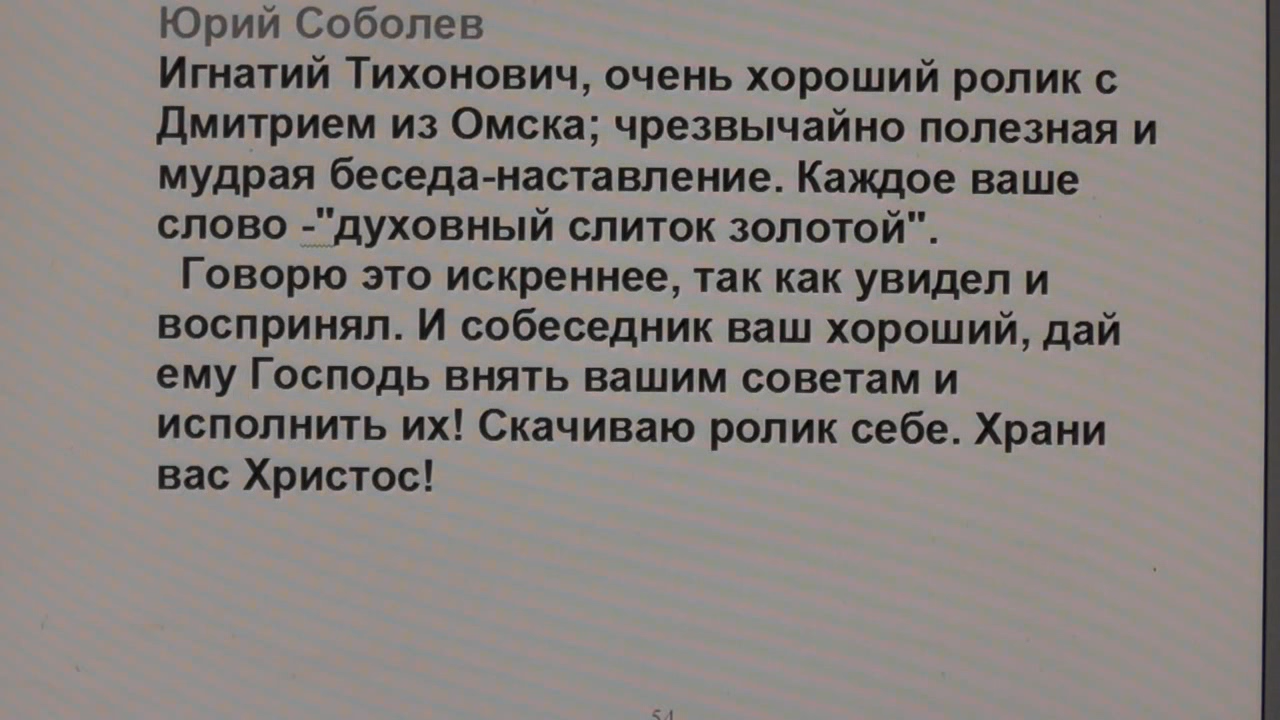 Юрий Соболев
Игнатий Тихонович, очень хороший ролик с
Дмитрием из Омска; чрезвычайно полезная и
мудрая беседа-наставление. Каждое ваше
слово -"духовный слиток золотой".
Говорю это искреннее, так как увидел и
воспринял. И собеседник ваш хороший, дай
ему Господь внять вашим советам и
исполнить их! Скачиваю ролик себе. Храни
вас Христос!
54